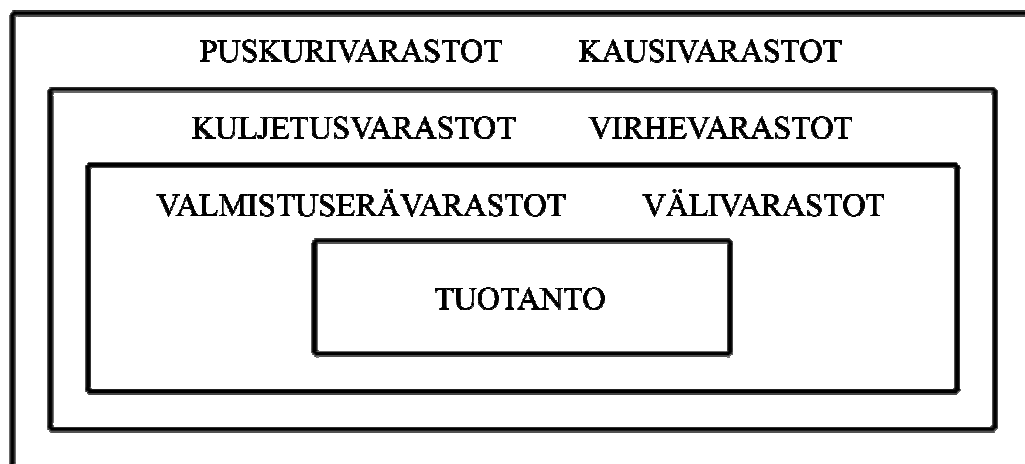 PUSKURIVARASTOT KAUSIVARASTOT
KULJETUSVARASTOT VIRHEVARASTOT
VALMISTUSERÄVARASTOT VÄLIVARASTOT
TUOTANTO